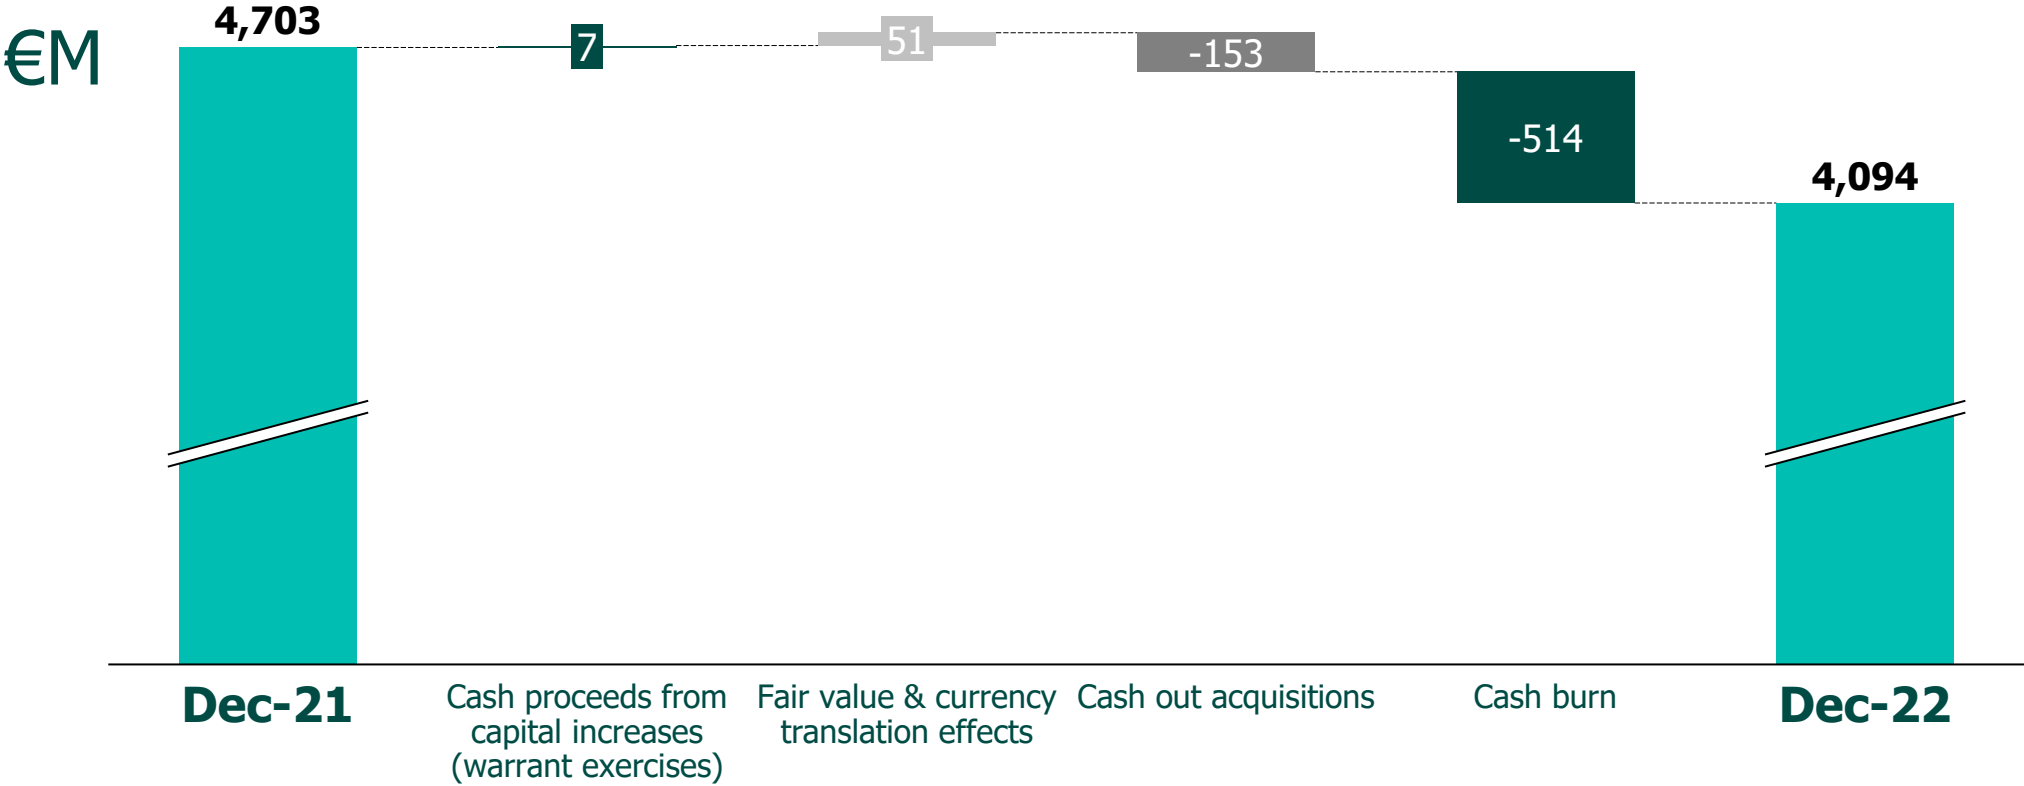 €M
4,703
7
51
-153
-514
4,094
Dec-21
Cash proceeds from
capital increases
(warrant exercises)
Fair value & currency
translation effects
Cash out acquisitions
Cash burn
Dec-22